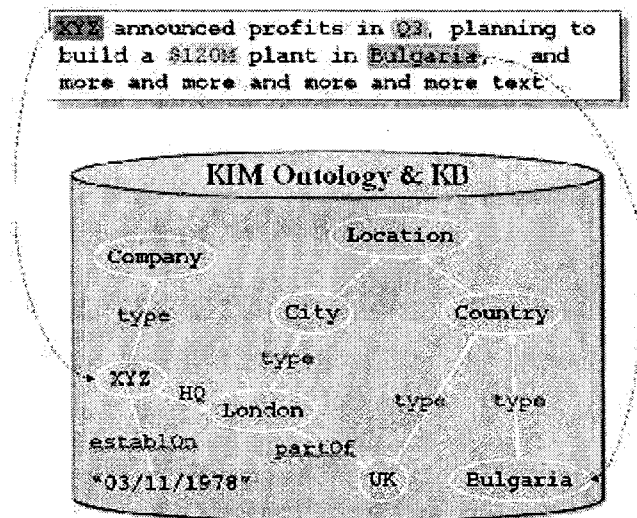 XYZ announced profits in Q3, planning to
build a $120M plant in Bulgaria, and
more and more and more and more text
KIM Ontology & KB
Location
Company
type
City
Country
type
XYZ
HQ
London
type
type
establOn
partOf
"03/11/1978"
UK
Bulgaria